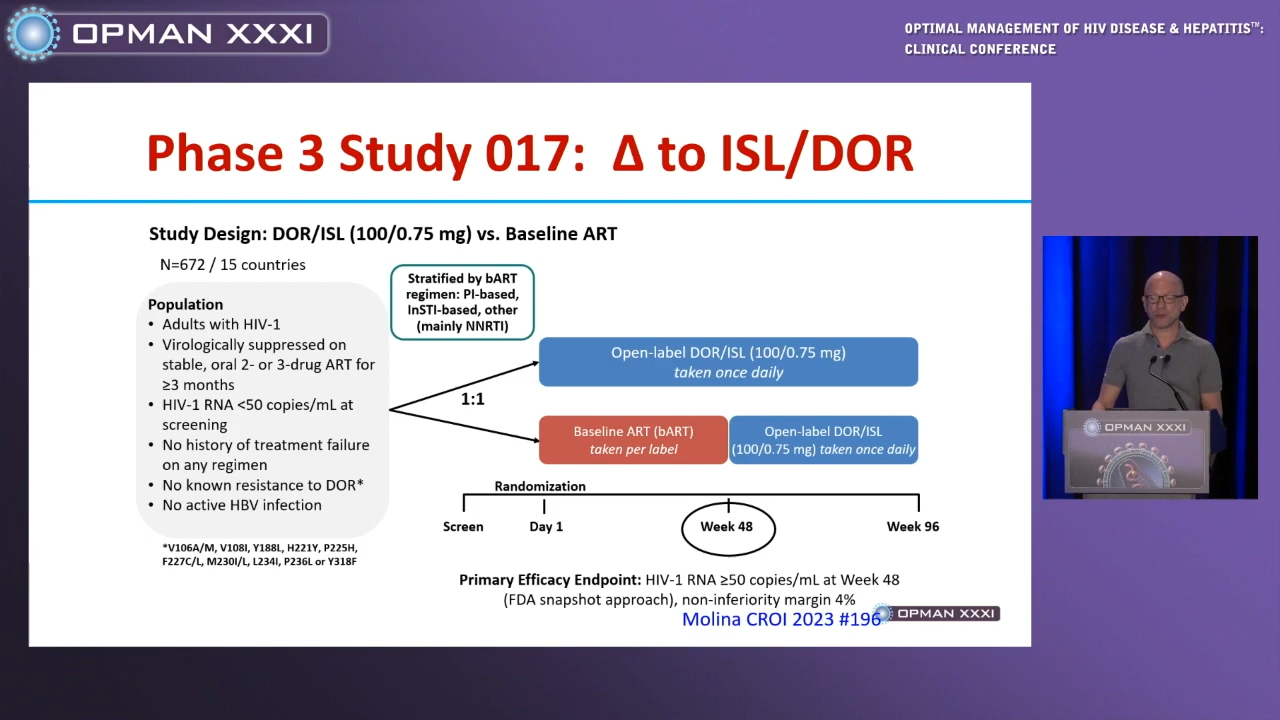 OPMAN XXXI
OPTIMAL MANAGEMENT OF HIV DISEASE & HEPATITIS™:
CLINICAL CONFERENCE
Phase 3 Study 017: Δ to ISL/DOR
Study Design: DOR/ISL (100/0.75 mg) vs. Baseline ART
N=672 / 15 countries
Population
• Adults with HIV-1
• Virologically suppressed on
stable, oral 2- or 3-drug ART for
≥3 months
• HIV-1 RNA <50 copies/mL at
screening
• No history of treatment failure
on any regimen
• No known resistance to DOR*
• No active HBV infection
*V106A/M, V108I, Y188L, H221Y, P225H,
F227C/L, M230I/L, L234I, P236L or Y318F
Stratified by bART
regimen: PI-based,
InSTI-based, other
(mainly NNRTI)
1:1
Open-label DOR/ISL (100/0.75 mg)
taken once daily
Baseline ART (bART)
taken per label
Open-label DOR/ISL
(100/0.75 mg) taken once daily
Randomization
Screen
Day 1
Week 48
Week 96
Primary Efficacy Endpoint: HIV-1 RNA ≥50 copies/mL at Week 48
(FDA snapshot approach), non-inferiority margin 4%
Molina CROI 2023 #196
OPMAN XXXI
OPMAN XXXI